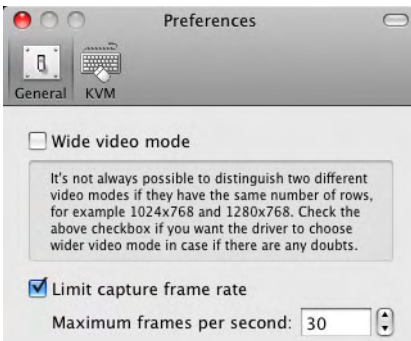 Preferences
General KVM
Wide video mode
It's not always possible to distinguish two different
video modes if they have the same number of rows,
for example 1024x768 and 1280x768. Check the
above checkbox if you want the driver to choose
wider video mode in case if there are any doubts.
Limit capture frame rate
Maximum frames per second: 30